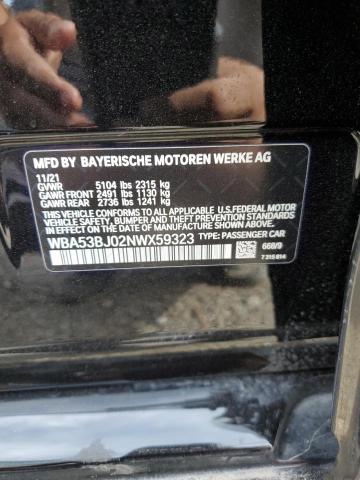 MFD BY BAYERISCHE MOTOREN WERKE AG
11/21
GVWR 5104 lbs 2315 kg
GAWR FRONT 2491 lbs 1130 kg
GAWR REAR 2736 lbs 1241 kg
THIS VEHICLE CONFORMS TO ALL APPLICABLE U.S.FEDERAL MOTOR
VEHICLE SAFETY, BUMPER AND THEFT PREVENTION STANDARDS
IN EFFECT ON THE DATE OF MANUFACTURE SHOWN ABOVE.
WBA53BJ02NWX59323 TYPE: PASSENGER CAR
668/9
7 315 814